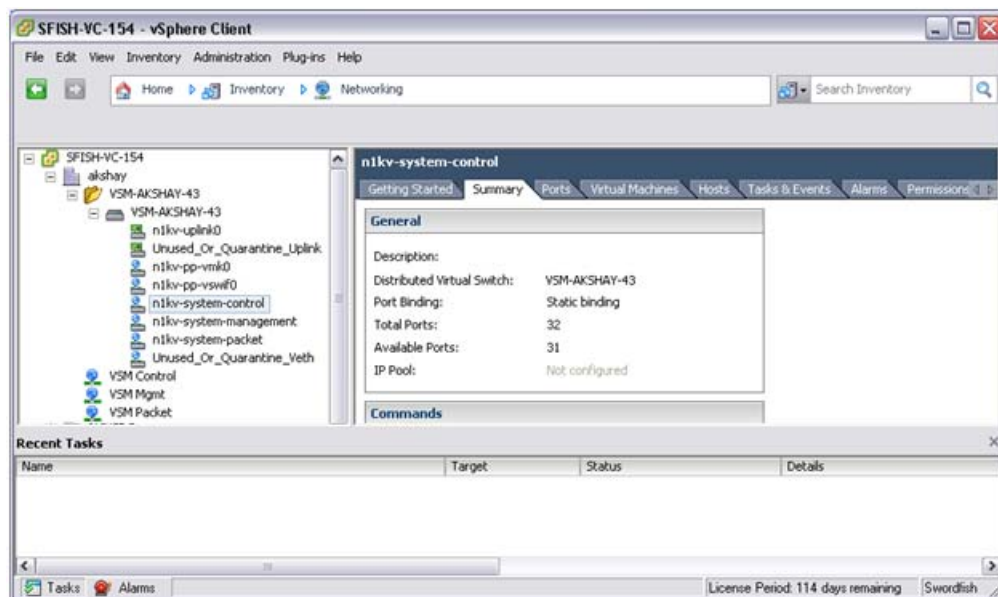 SFISH-VC-154 - vSphere Client
File Edit View Inventory Administration Plug-ins Help
Home Inventory Networking
Search Inventory
SFISH-VC-154
akshay
VSM-AKSHAY-43
VSM-AKSHAY-43
n1kv-uplink0
Unused_Or_Quarantine_Uplink
n1kv-pp-vmk0
n1kv-pp-vswif0
n1kv-system-control
n1kv-system-management
n1kv-system-packet
Unused_Or_Quarantine_Veth
VSM Control
VSM Mgmt
VSM Packet
n1kv-system-control
Getting Started Summary Ports Virtual Machines Hosts Tasks & Events Alarms Permissions
General
Description:
Distributed Virtual Switch: VSM-AKSHAY-43
Port Binding: Static binding
Total Ports: 32
Available Ports: 31
IP Pool: Not configured
Commands
Recent Tasks
Name Target Status Details
Tasks Alarms License Period: 114 days remaining Swordfish